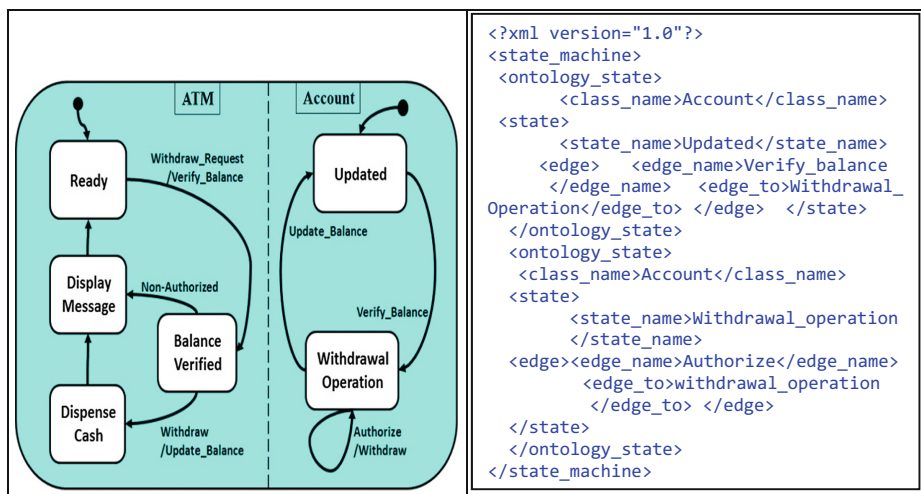 ATM
Account
Ready
Withdraw_Request
/Verify_Balance
Updated
Update_Balance
Display
Message
Non-Authorized
Verify_Balance
Balance
Verified
Withdrawal
Operation
Dispense
Cash
Withdraw
/Update_Balance
Authorize
/Withdraw
<?xml version="1.0"?>
<state_machine>
<ontology_state>
<class_name>Account</class_name>
<state>
<state_name>Updated</state_name>
<edge> <edge_name>Verify_balance
</edge_name> <edge_to>Withdrawal_
Operation</edge_to> </edge> </state>
</ontology_state>
<ontology_state>
<class_name>Account</class_name>
<state>
<state_name>Withdrawal_operation
</state_name>
<edge><edge_name>Authorize</edge_name>
<edge_to>withdrawal_operation
</edge_to> </edge>
</state>
</ontology_state>
</state_machine>